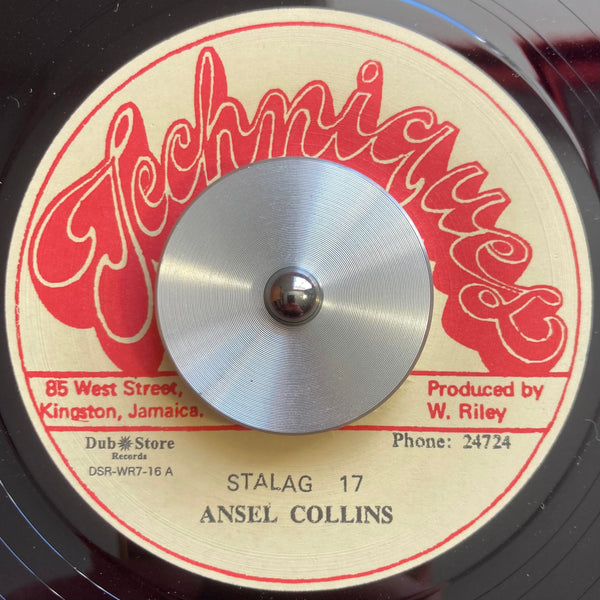 Techniques
85 West Street,
Kingston, Jamaica.
Produced by
W. Riley
Dub Store
Records
DSR-WR7-16 A
Phone: 24724
STALAG 17
ANSEL COLLINS